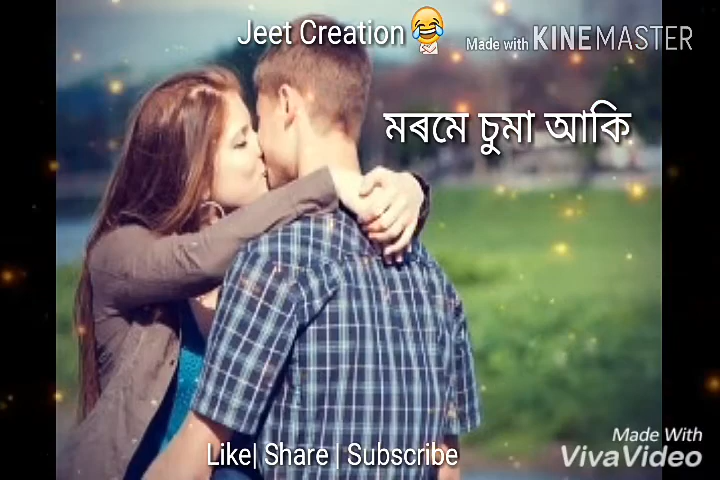 Jeet Creation 😂
Made with KINEMASTER
মৰমে চুমা আকি
Like| Share | Subscribe
Made With
VivaVideo